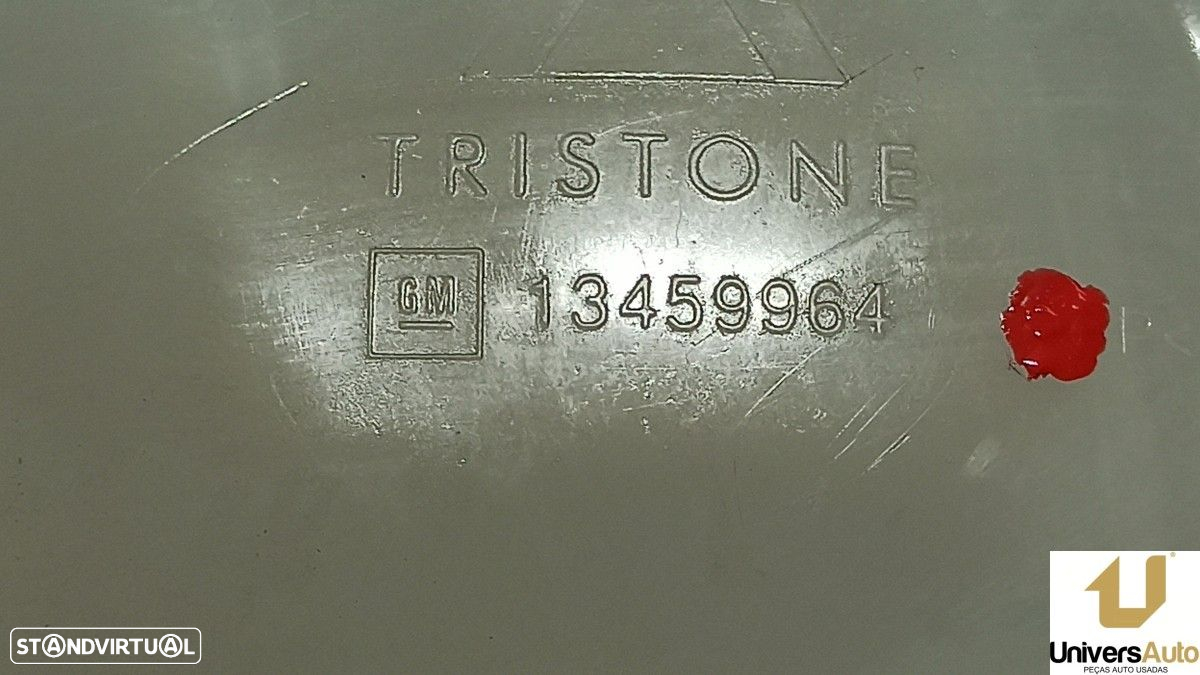 TRISTONE
GM 13459964
STANDVIRTUAL
UniversAuto
PEÇAS AUTO USADAS